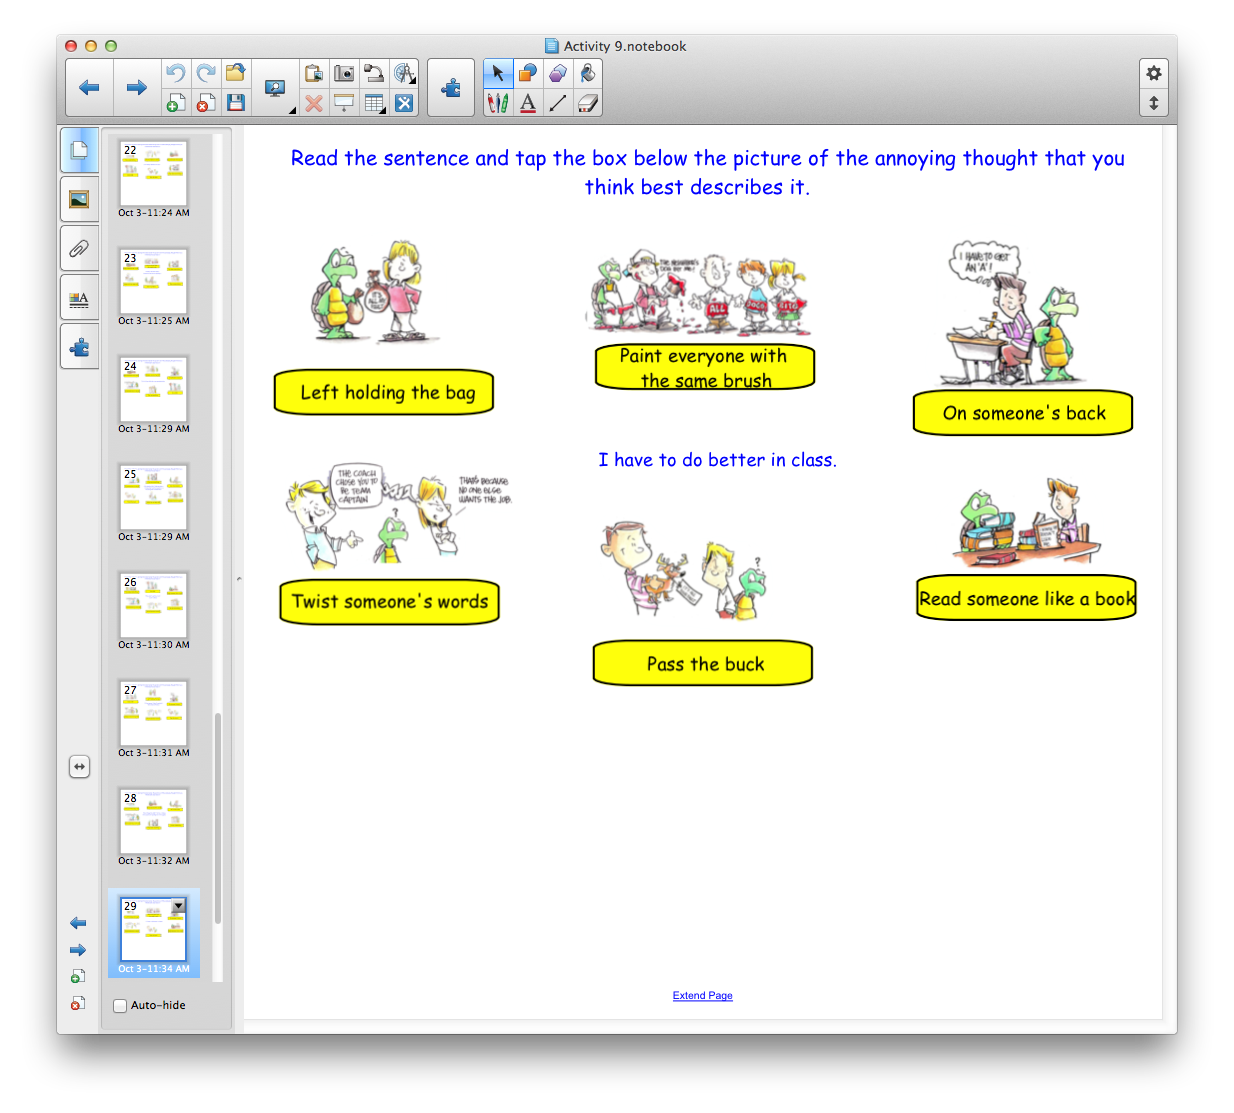 Activity 9.notebook
22
Oct 3-11:24 AM
23
Oct 3-11:25 AM
24
Oct 3-11:29 AM
25
Oct 3-11:29 AM
26
Oct 3-11:30 AM
27
Oct 3-11:31 AM
28
Oct 3-11:32 AM
29
Oct 3-11:34 AM
Auto-hide
Read the sentence and tap the box below the picture of the annoying thought that you
think best describes it.
ALL
I HAVE TO GET
AN 'A'!
Left holding the bag
Paint everyone with
the same brush
On someone's back
I have to do better in class.
THE COACH
CHOSE YOU TO
BE TEAM
CAPTAIN
THAT'S BECAUSE
NO ONE ELSE
WANTS THE JOB.
?
?
Twist someone's words
Pass the buck
Read someone like a book
Extend Page